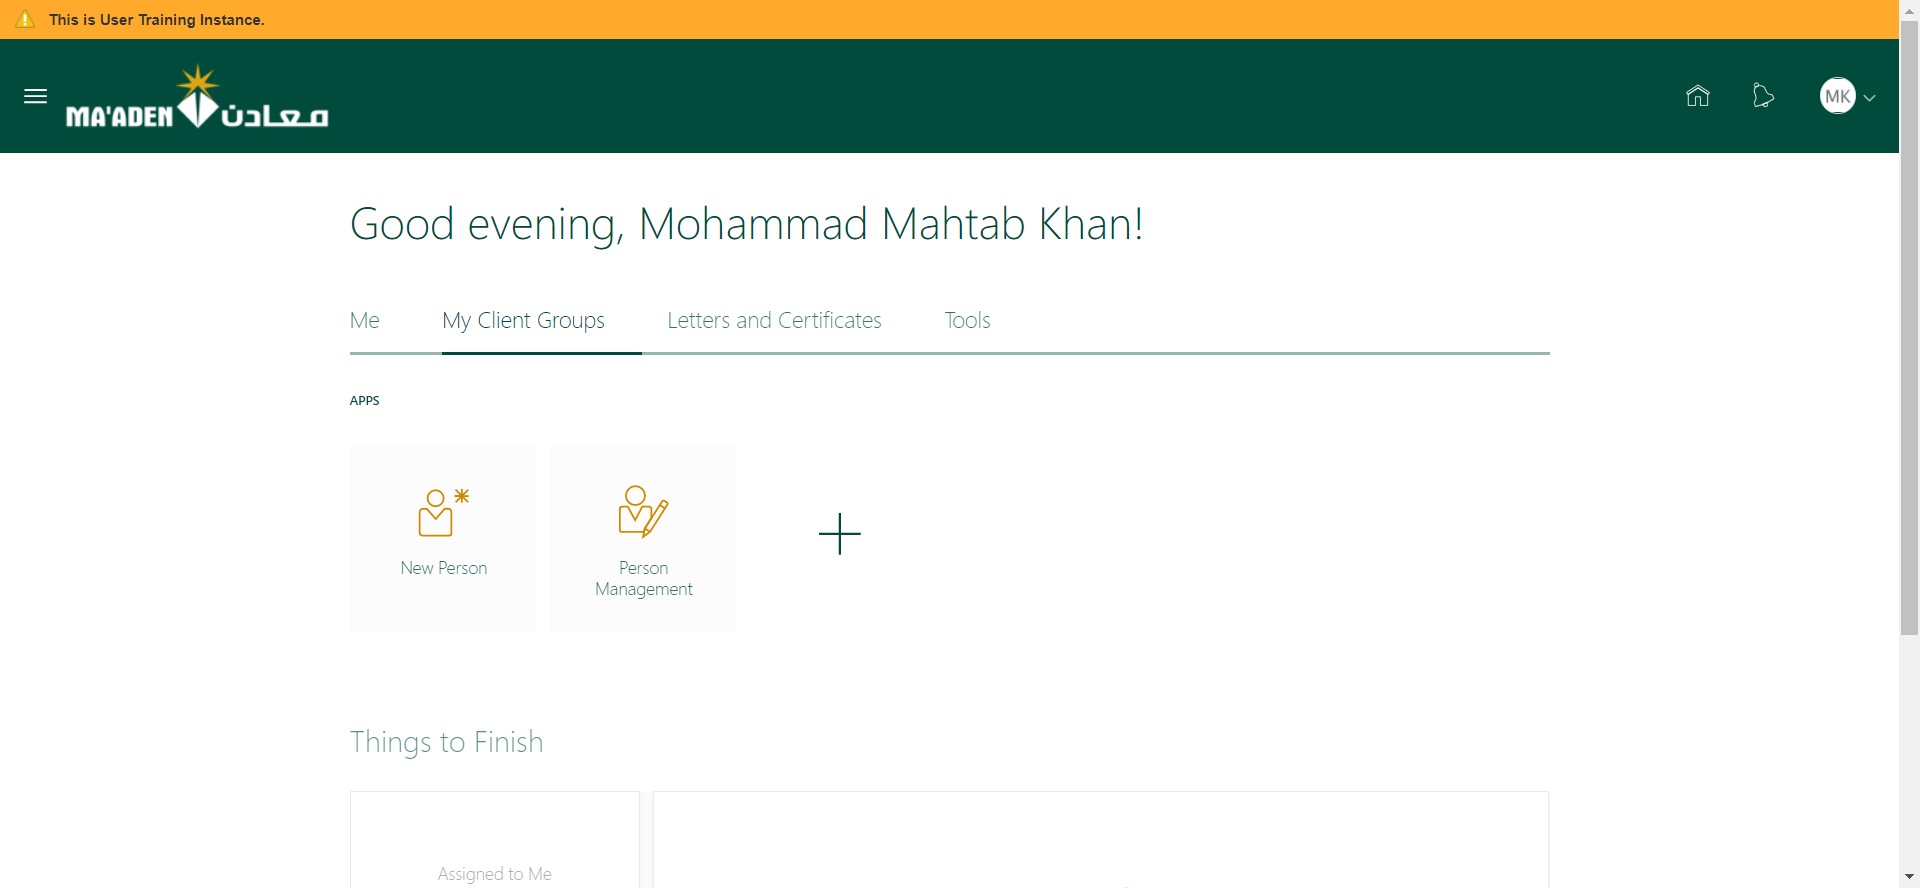 This is User Training Instance.
MA'ADEN معادن
MK
Good evening, Mohammad Mahtab Khan!
Me
My Client Groups
Letters and Certificates
Tools
APPS
New Person
Person
Management
Things to Finish
Assigned to Me